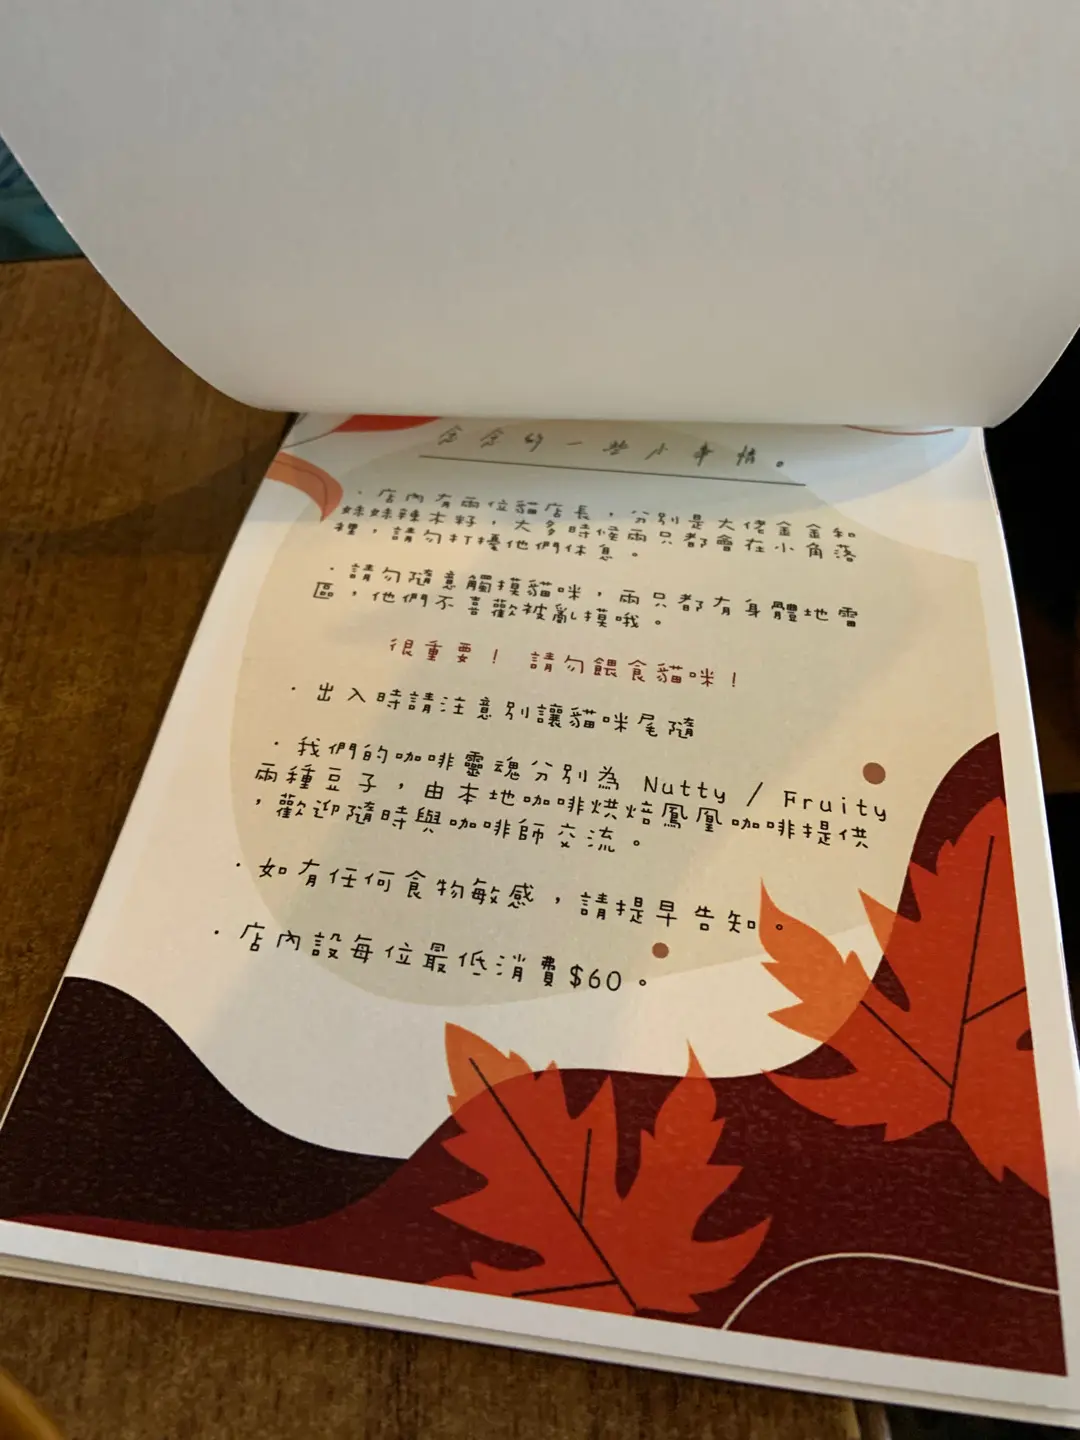 念念的一些小事情。
· 店內有兩位貓店長，分別是大佬金金和
妹妹辣木籽，大多時候兩只都會在小角落
裡，請勿打擾他們休息。
· 請勿隨意觸摸貓咪，兩只都有身體地雷
區，他們不喜歡被亂摸哦。
很重要！ 請勿餵食貓咪！
· 出入時請注意別讓貓咪尾隨
· 我們的咖啡靈魂分別為 Nutty / Fruity
兩種豆子，由本地咖啡烘焙鳳凰咖啡提供
，歡迎隨時與咖啡師交流。
· 如有任何食物敏感，請提早告知。
· 店內設每位最低消費$60。